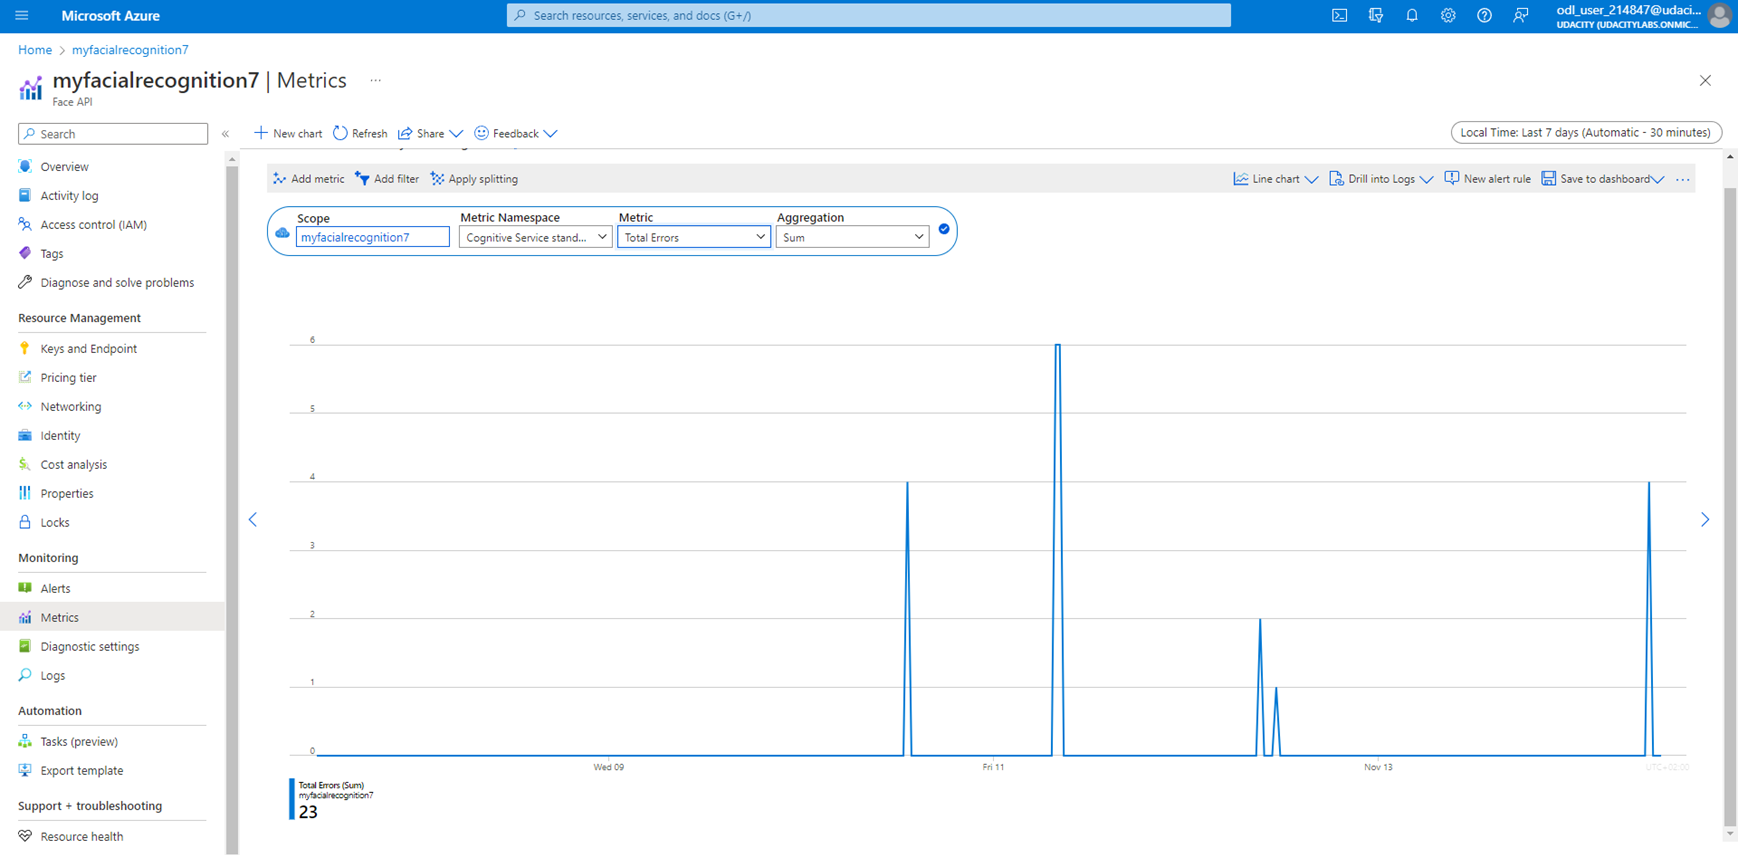 Microsoft Azure
Search resources, services, and docs (G+/)
odl_user_214847@udaci...
UDACITY (UDACITYLABS.ONMIC...
Home > myfacialrecognition7
myfacialrecognition7 | Metrics ...
Face API
Search
«
New chart
Refresh
Share
Feedback
Local Time: Last 7 days (Automatic - 30 minutes)
Overview
Activity log
Access control (IAM)
Tags
Diagnose and solve problems
Resource Management
Keys and Endpoint
Pricing tier
Networking
Identity
Cost analysis
Properties
Locks
Monitoring
Alerts
Metrics
Diagnostic settings
Logs
Automation
Tasks (preview)
Export template
Support + troubleshooting
Resource health
Add metric
Add filter
Apply splitting
Line chart
Drill into Logs
New alert rule
Save to dashboard
...
Scope
myfacialrecognition7
Metric Namespace
Cognitive Service stand...
Metric
Total Errors
Aggregation
Sum
6
5
4
3
2
1
0
Wed 09
Fri 11
Nov 13
UTC+02:00
Total Errors (Sum)
myfacialrecognition7
23